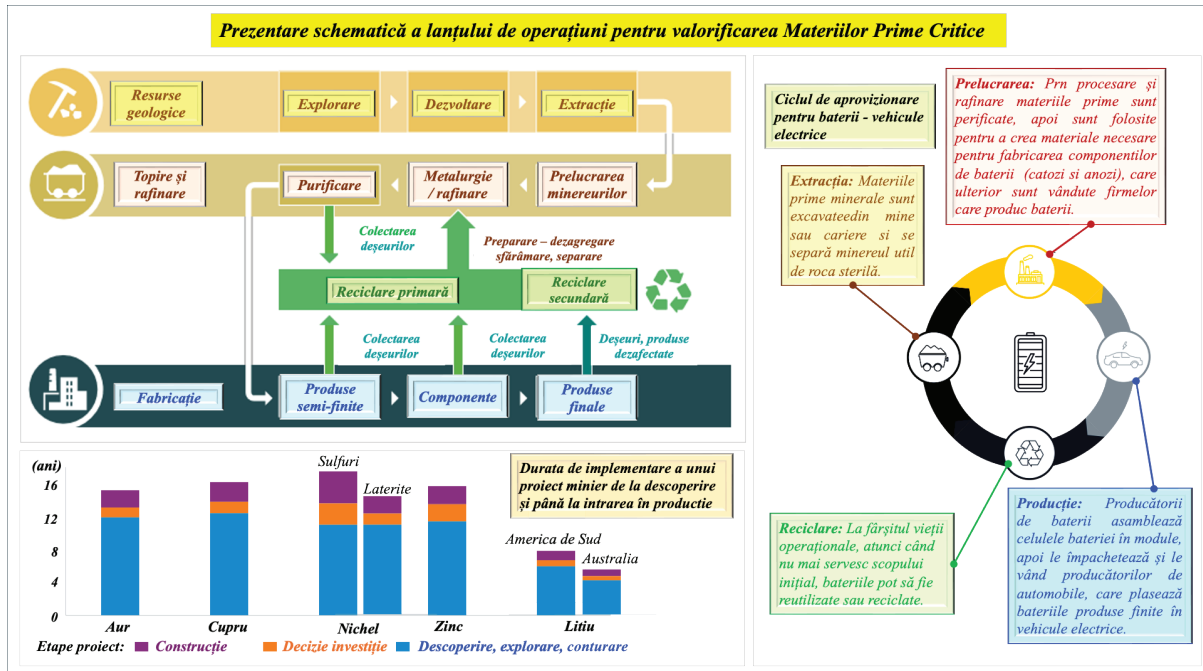 Prezentare schematică a lanțului de operațiuni pentru valorificarea Materiilor Prime Critice
Resurse
geologice
Explorare
Dezvoltare
Extracție
Topire și
rafinare
Purificare
Metalurgie
/ rafinare
Prelucrarea
minereurilor
Colectarea
deșeurilor
Preparare – dezagregare
sfărâmare, separare
Reciclare primară
Reciclare
secundară
Colectarea
deșeurilor
Colectarea
deșeurilor
Deșeuri, produse
dezafectate
Fabricație
Produse
semi-finite
Componente
Produse
finale
(ani)
16
12
8
4
0
Sulfuri
Laterite
America de Sud
Australia
Durata de implementare a unui
proiect minier de la descoperire
și până la intrarea în productie
Aur
Cupru
Nichel
Zinc
Litiu
Etape proiect:
Construcție
Decizie investiție
Descoperire, explorare, conturare
Ciclul de aprovizionare
pentru baterii - vehicule
electrice
Prelucrarea: Prn procesare și
rafinare materiile prime sunt
perificate, apoi sunt folosite
pentru a crea materiale necesare
pentru fabricarea componentilor
de baterii (catozi si anozi), care
ulterior sunt vândute firmelor
care produc baterii.
Extracția: Materiile
prime minerale sunt
excavateedin mine
sau cariere si se
separă minereul util
de roca sterilă.
Reciclare: La fârșitul vieții
operaționale, atunci când
nu mai servesc scopului
inițial, bateriile pot să fie
reutilizate sau reciclate.
Producție: Producătorii
de baterii asamblează
celulele bateriei în module,
apoi le împachetează și le
vând producătorilor de
automobile, care plasează
bateriile produse finite în
vehicule electrice.